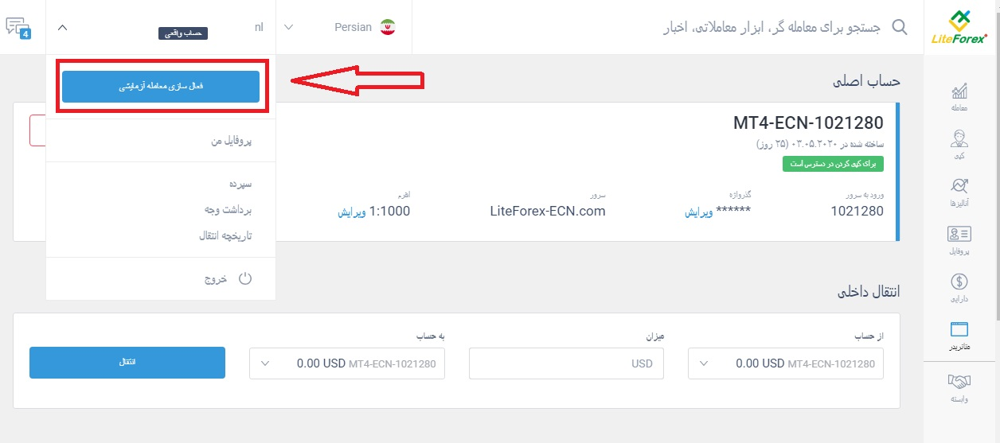 LiteForex
جستجو برای معامله گر، ابزار معاملاتی، اخبار
Persian
nl
حساب واقعی
4
فعال سازی معامله آزمایشی
پروفایل من
سپرده
برداشت وجه
تاریخچه انتقال
خروج
معامله
کپی
آنالیزها
پروفایل
دارایی
متاتریدر
وابسته
حساب اصلی
MT4-ECN-1021280
ساخته شده در ۰۳.۰۵.۲۰۲۰ (۲۵ روز)
برای کپی کردن در دسترس است
ورود به سرور
گذرواژه
سرور
اهرم
1021280
****** ویرایش
LiteForex-ECN.com
1:1000 ویرایش
انتقال داخلی
از حساب
میزان
به حساب
0.00 USD MT4-ECN-1021280
USD
0.00 USD MT4-ECN-1021280
انتقال